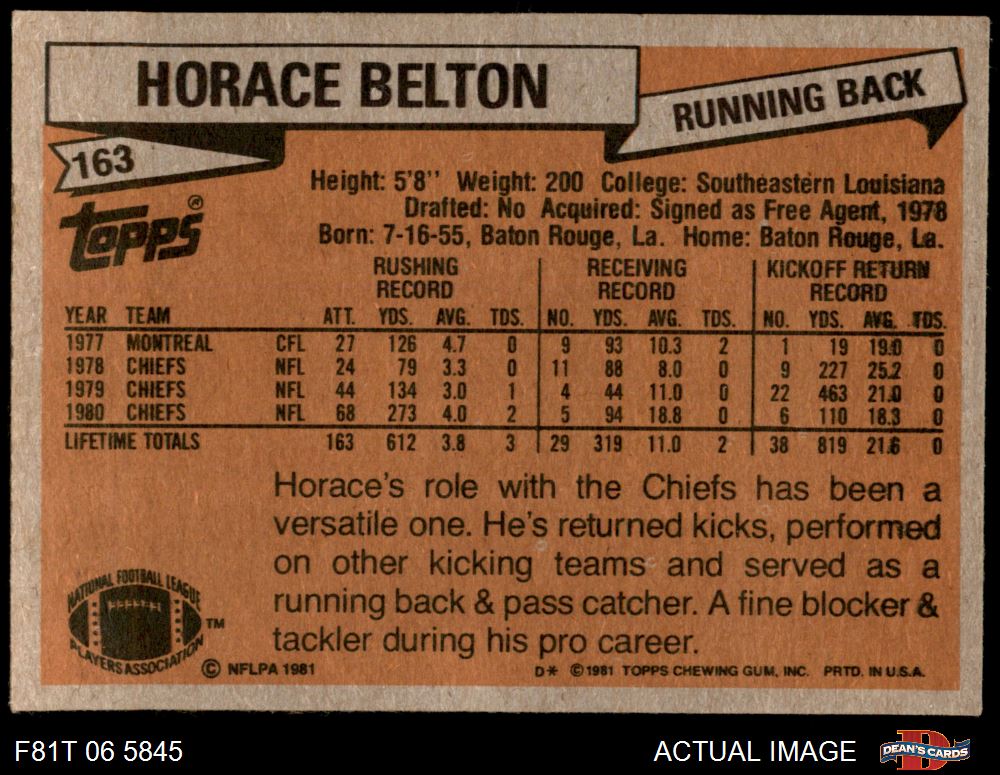 HORACE BELTON
RUNNING BACK
163
TOPPS®
Height: 5'8'' Weight: 200 College: Southeastern Louisiana
Drafted: No Acquired: Signed as Free Agent, 1978
Born: 7-16-55, Baton Rouge, La. Home: Baton Rouge, La.
RUSHING RECORD RECEIVING RECORD KICKOFF RETURN RECORD
YEAR TEAM ATT. YDS. AVG. TDS. NO. YDS. AVG. TDS. NO. YDS. AVG. TDS.
1977 MONTREAL CFL 27 126 4.7 0 9 93 10.3 2 1 19 19.0 0
1978 CHIEFS NFL 24 79 3.3 0 11 88 8.0 0 9 227 25.2 0
1979 CHIEFS NFL 44 134 3.0 1 4 44 11.0 0 22 463 21.0 0
1980 CHIEFS NFL 68 273 4.0 2 5 94 18.8 0 6 110 18.3 0
LIFETIME TOTALS 163 612 3.8 3 29 319 11.0 2 38 819 21.6 0
Horace's role with the Chiefs has been a
versatile one. He's returned kicks, performed
on other kicking teams and served as a
running back & pass catcher. A fine blocker &
tackler during his pro career.
NATIONAL FOOTBALL LEAGUE
PLAYERS ASSOCIATION
TM
© NFLPA 1981
D* © 1981 TOPPS CHEWING GUM, INC. PRTD. IN U.S.A.
F81T 06 5845
ACTUAL IMAGE
D
DEAN'S CARDS